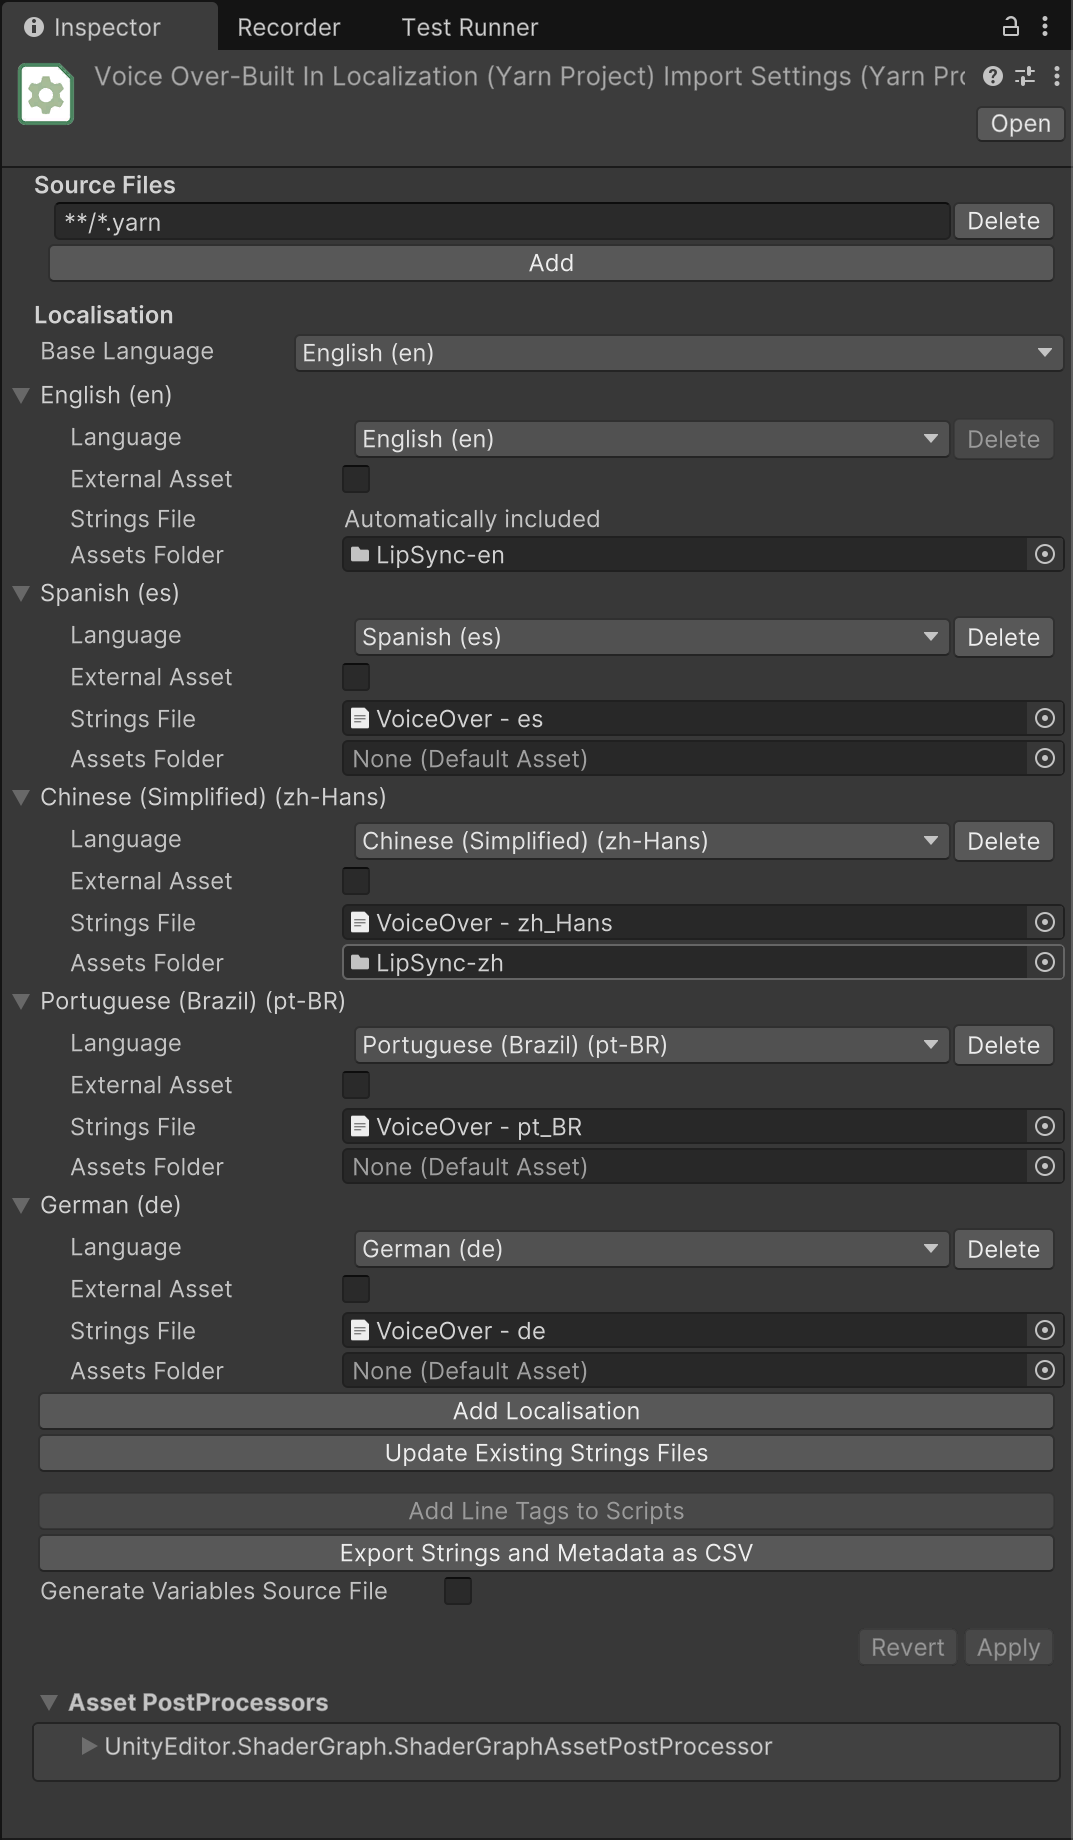 Inspector Recorder Test Runner
Voice Over-Built In Localization (Yarn Project) Import Settings (Yarn Pro
Open
Source Files
**/*.yarn Delete
Add
Localisation
Base Language English (en)
English (en)
Language English (en) Delete
External Asset
Strings File Automatically included
Assets Folder LipSync-en
Spanish (es)
Language Spanish (es) Delete
External Asset
Strings File VoiceOver - es
Assets Folder None (Default Asset)
Chinese (Simplified) (zh-Hans)
Language Chinese (Simplified) (zh-Hans) Delete
External Asset
Strings File VoiceOver - zh_Hans
Assets Folder LipSync-zh
Portuguese (Brazil) (pt-BR)
Language Portuguese (Brazil) (pt-BR) Delete
External Asset
Strings File VoiceOver - pt_BR
Assets Folder None (Default Asset)
German (de)
Language German (de) Delete
External Asset
Strings File VoiceOver - de
Assets Folder None (Default Asset)
Add Localisation
Update Existing Strings Files
Add Line Tags to Scripts
Export Strings and Metadata as CSV
Generate Variables Source File
Revert Apply
Asset PostProcessors
UnityEditor.ShaderGraph.ShaderGraphAssetPostProcessor